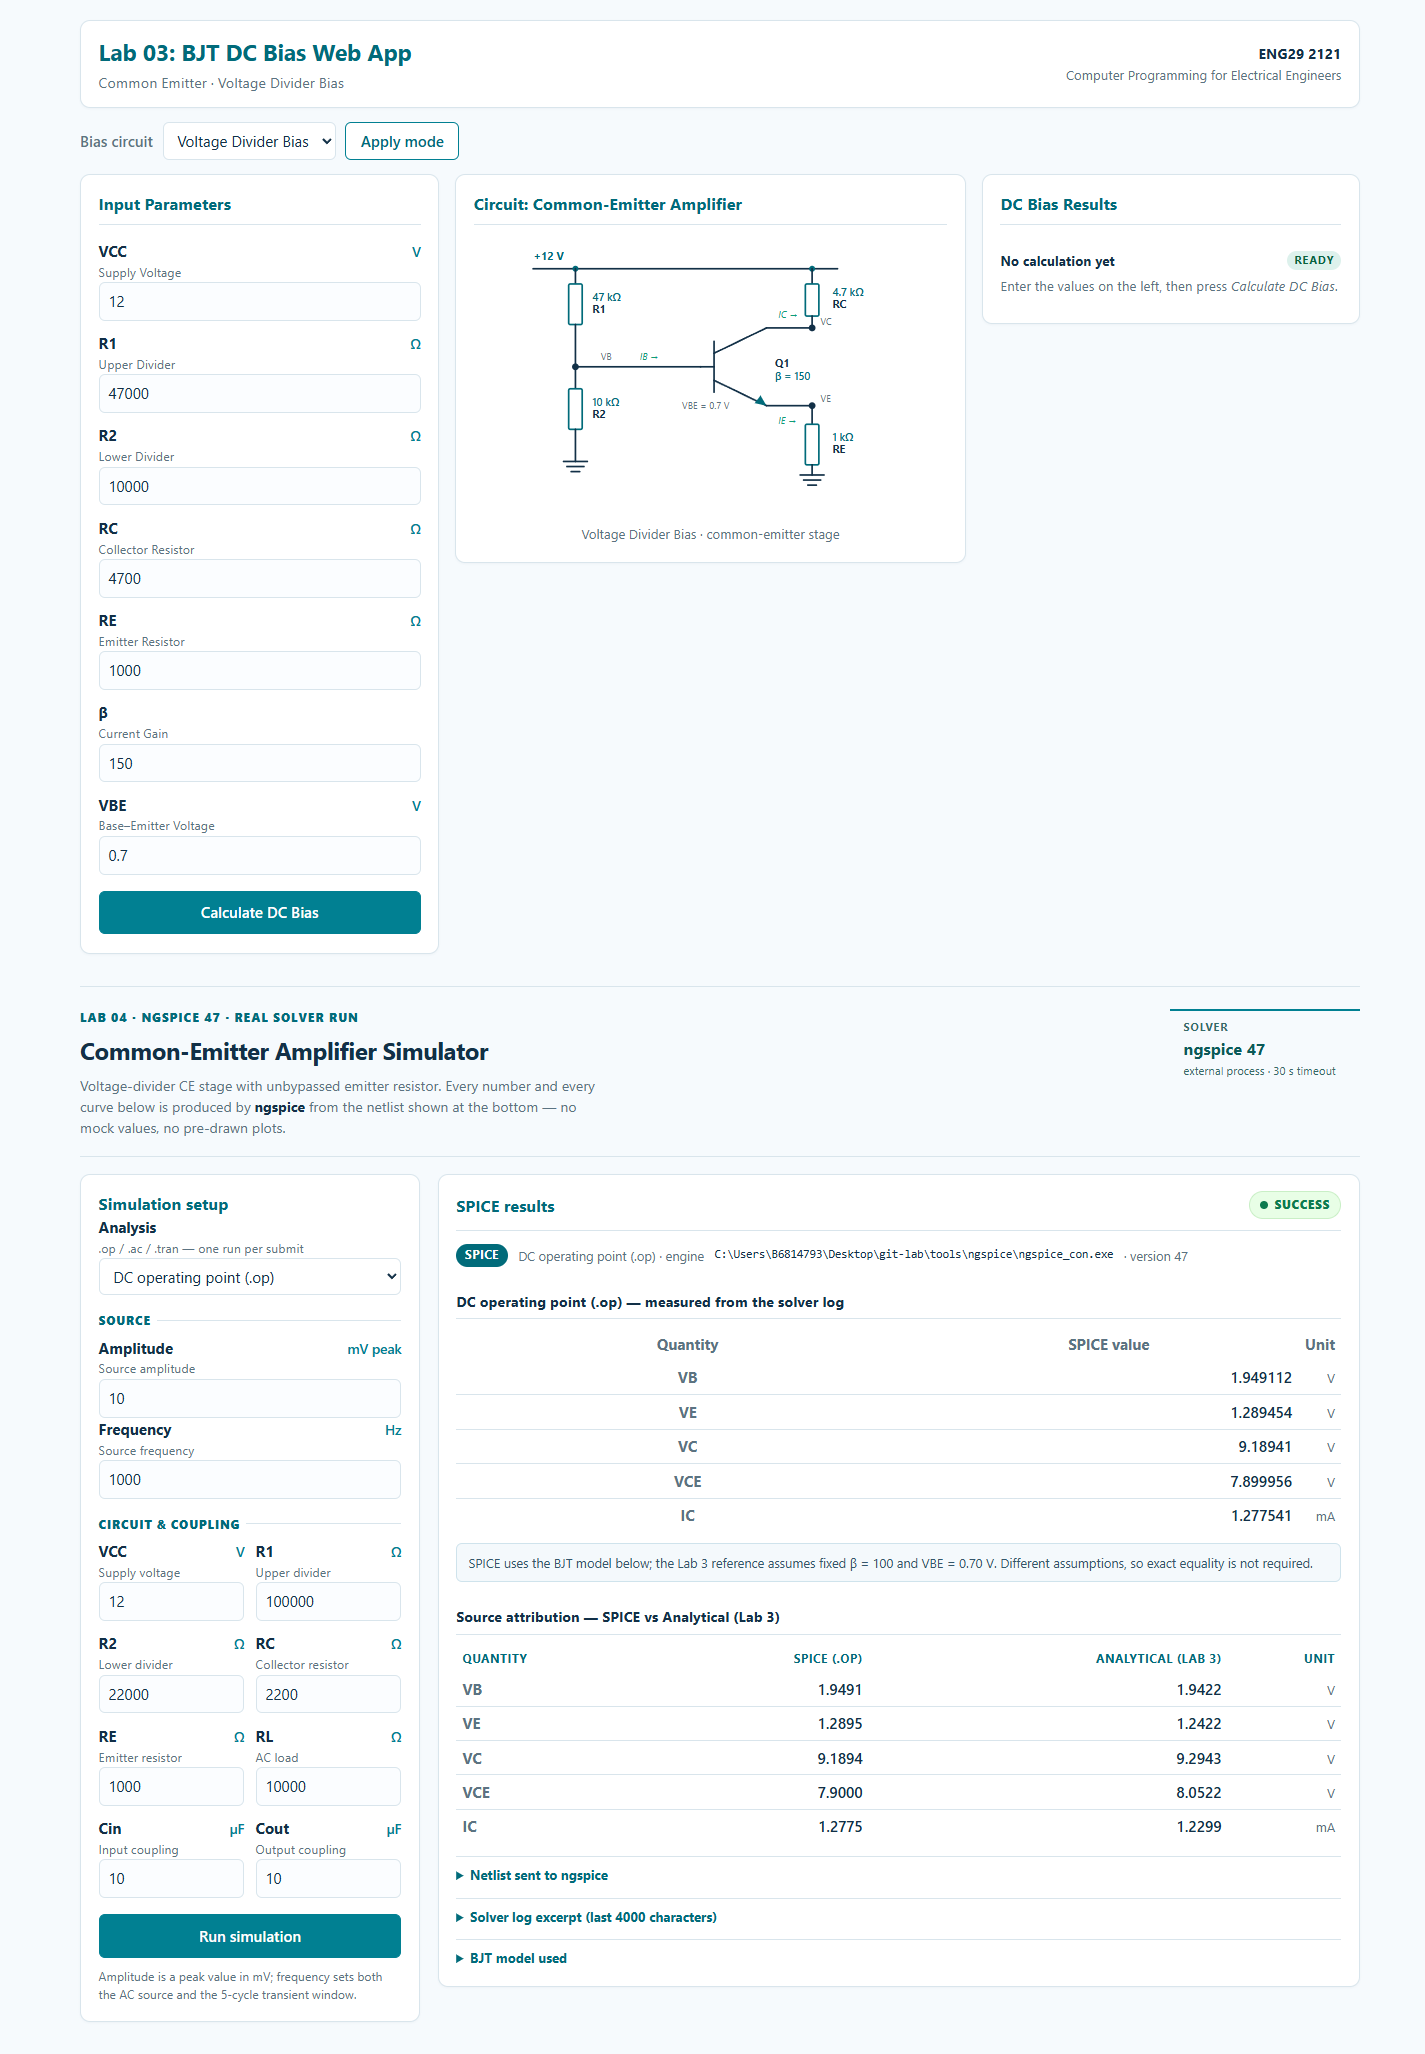 Lab 03: BJT DC Bias Web App
Common Emitter · Voltage Divider Bias
ENG29 2121
Computer Programming for Electrical Engineers
Bias circuit
Voltage Divider Bias
Apply mode
Input Parameters
VCC V
Supply Voltage
12
R1 Ω
Upper Divider
47000
R2 Ω
Lower Divider
10000
RC Ω
Collector Resistor
4700
RE Ω
Emitter Resistor
1000
β
Current Gain
150
VBE V
Base–Emitter Voltage
0.7
Calculate DC Bias
Circuit: Common-Emitter Amplifier
+12 V
47 kΩ
R1
4.7 kΩ
RC
IC →
VC
VB
IB →
Q1
β = 150
10 kΩ
R2
VBE = 0.7 V
VE
IE →
1 kΩ
RE
Voltage Divider Bias · common-emitter stage
DC Bias Results
No calculation yet
READY
Enter the values on the left, then press Calculate DC Bias.
LAB 04 · NGSPICE 47 · REAL SOLVER RUN
Common-Emitter Amplifier Simulator
Voltage-divider CE stage with unbypassed emitter resistor. Every number and every
curve below is produced by ngspice from the netlist shown at the bottom — no
mock values, no pre-drawn plots.
SOLVER
ngspice 47
external process · 30 s timeout
Simulation setup
Analysis
.op / .ac / .tran — one run per submit
DC operating point (.op)
SOURCE
Amplitude mV peak
Source amplitude
10
Frequency Hz
Source frequency
1000
CIRCUIT & COUPLING
VCC V R1 Ω
Supply voltage Upper divider
12 100000
R2 Ω RC Ω
Lower divider Collector resistor
22000 2200
RE Ω RL Ω
Emitter resistor AC load
1000 10000
Cin µF Cout µF
Input coupling Output coupling
10 10
Run simulation
Amplitude is a peak value in mV; frequency sets both
the AC source and the 5-cycle transient window.
SPICE results
SUCCESS
SPICE DC operating point (.op) · engine C:\Users\B6814793\Desktop\git-lab\tools\ngspice\ngspice_con.exe · version 47
DC operating point (.op) — measured from the solver log
Quantity SPICE value Unit
VB 1.949112 V
VE 1.289454 V
VC 9.18941 V
VCE 7.899956 V
IC 1.277541 mA
SPICE uses the BJT model below; the Lab 3 reference assumes fixed β = 100 and VBE = 0.70 V. Different assumptions, so exact equality is not required.
Source attribution — SPICE vs Analytical (Lab 3)
QUANTITY SPICE (.OP) ANALYTICAL (LAB 3) UNIT
VB 1.9491 1.9422 V
VE 1.2895 1.2422 V
VC 9.1894 9.2943 V
VCE 7.9000 8.0522 V
IC 1.2775 1.2299 mA
▶ Netlist sent to ngspice
▶ Solver log excerpt (last 4000 characters)
▶ BJT model used